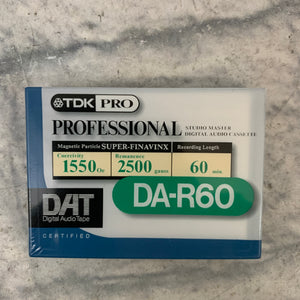 TDK PRO
PROFESSIONAL STUDIO MASTER
DIGITAL AUDIO CASSETTE
Magnetic Particle SUPER-FINAVINX Recording Length
Coercivity Remanence
1550 Oe 2500 gauss 60 min
DAT
Digital Audio Tape
DA-R60
CERTIFIED